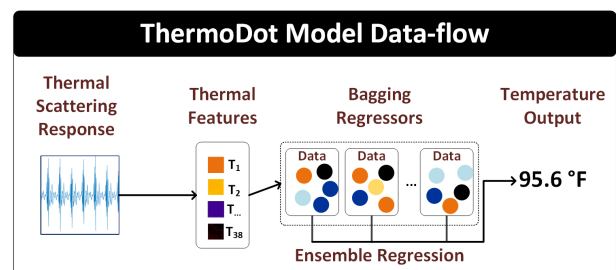 ThermoDot Model Data-flow
Thermal
Scattering
Response
Thermal
Features
Bagging
Regressors
Temperature
Output
T1
T2
T...
T38
Data
Data
...
Data
95.6 °F
Ensemble Regression